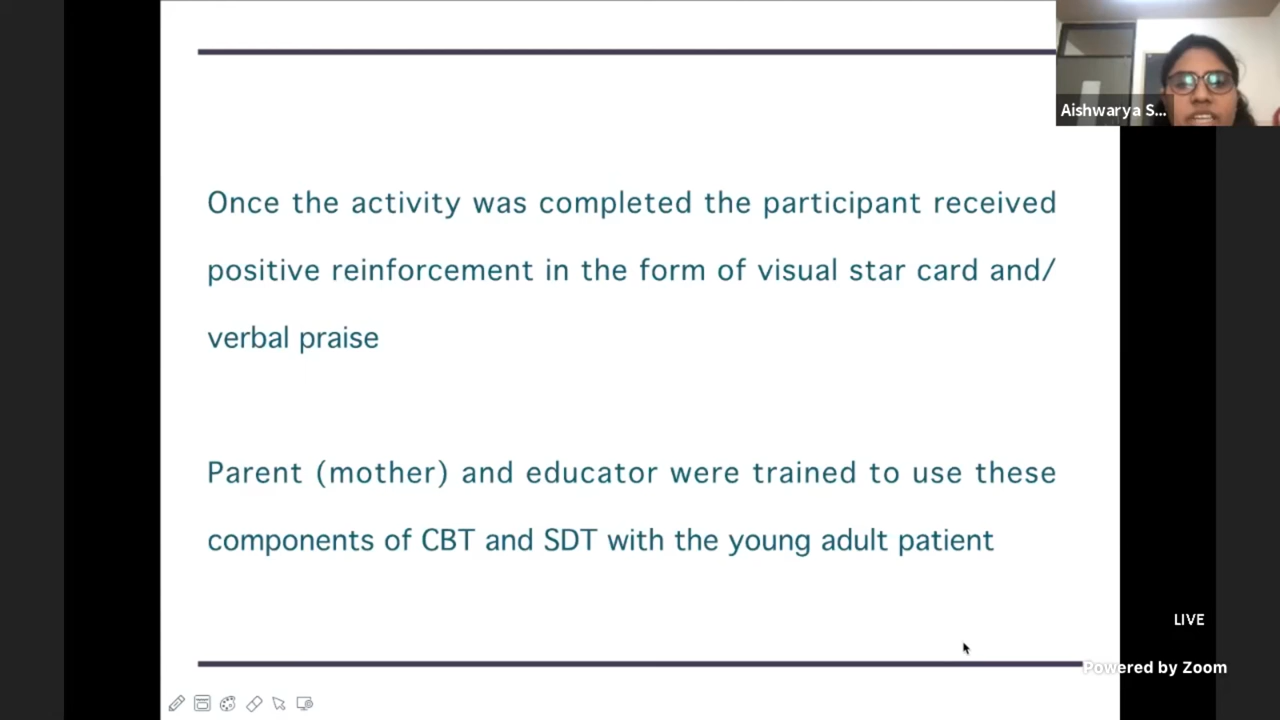 Aishwarya S...
Once the activity was completed the participant received
positive reinforcement in the form of visual star card and/
verbal praise
Parent (mother) and educator were trained to use these
components of CBT and SDT with the young adult patient
LIVE
Powered by Zoom